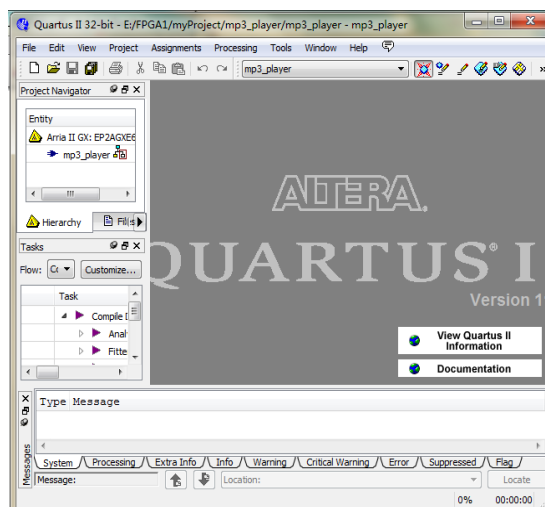 Quartus II 32-bit - E:/FPGA1/myProject/mp3_player/mp3_player - mp3_player
File Edit View Project Assignments Processing Tools Window Help
mp3_player
Project Navigator
Entity
Arria II GX: EP2AGXE6
mp3_player
Hierarchy Files
Tasks
Flow: Customize...
Task
Compile D
Anal
Fitte
ALTERA
QUARTUS® I
Version 1
View Quartus II
Information
Documentation
Messages
Type Message
System Processing Extra Info Info Warning Critical Warning Error Suppressed Flag
Message: Location: Locate
0% 00:00:00